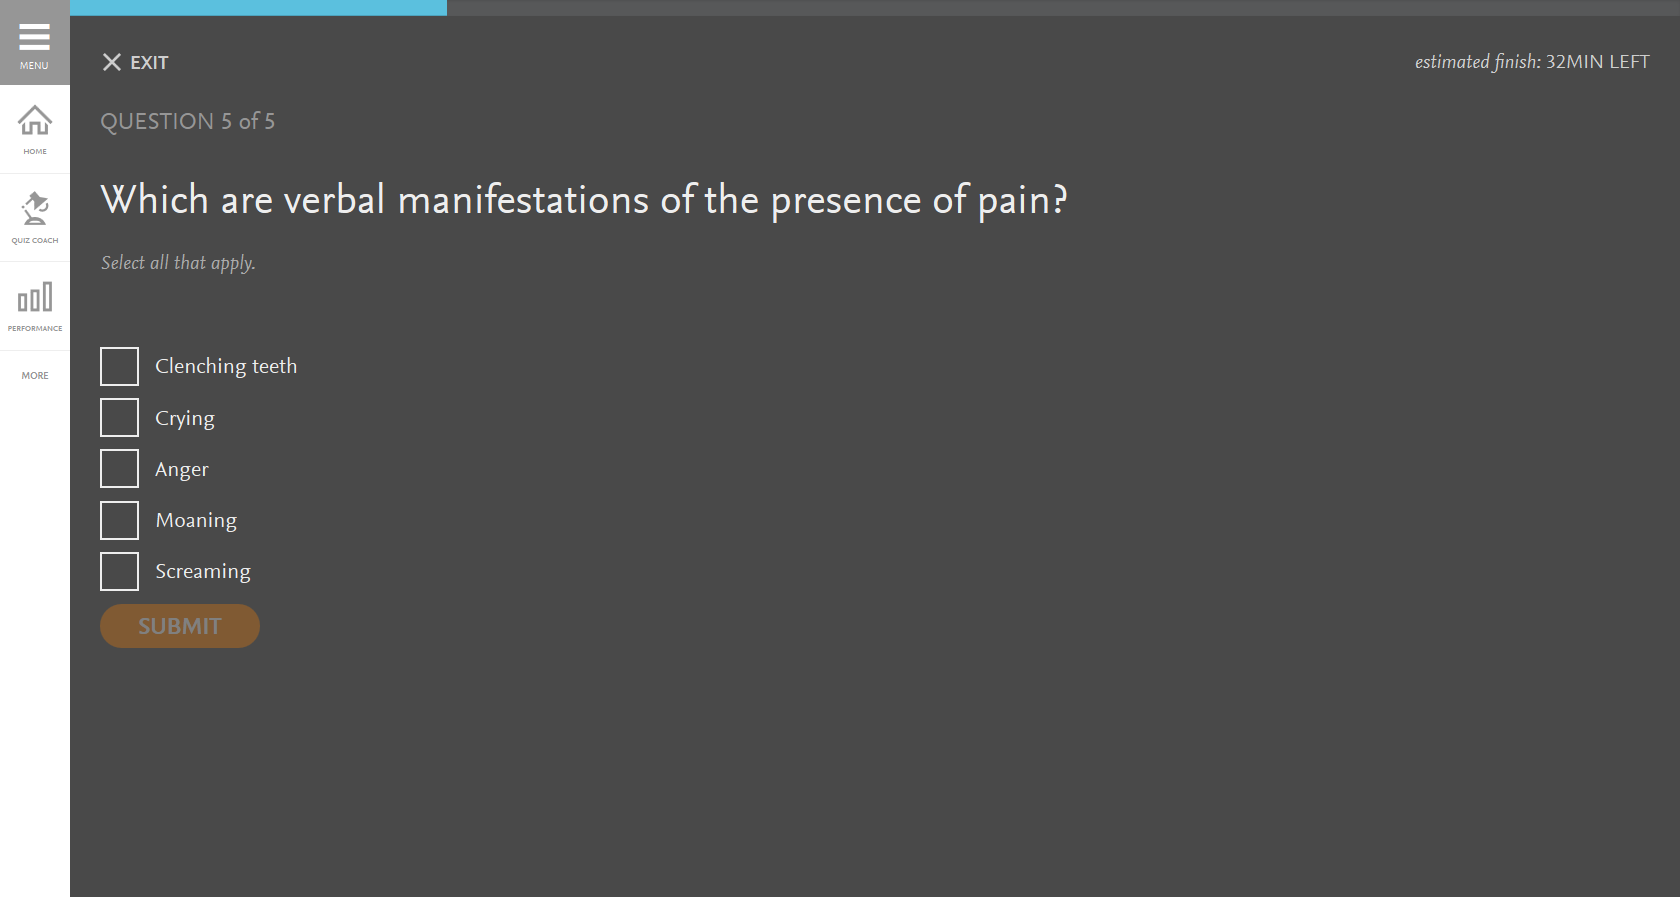 MENU
HOME
QUIZ COACH
PERFORMANCE
MORE
EXIT
estimated finish: 32MIN LEFT
QUESTION 5 of 5
Which are verbal manifestations of the presence of pain?
Select all that apply.
Clenching teeth
Crying
Anger
Moaning
Screaming
SUBMIT